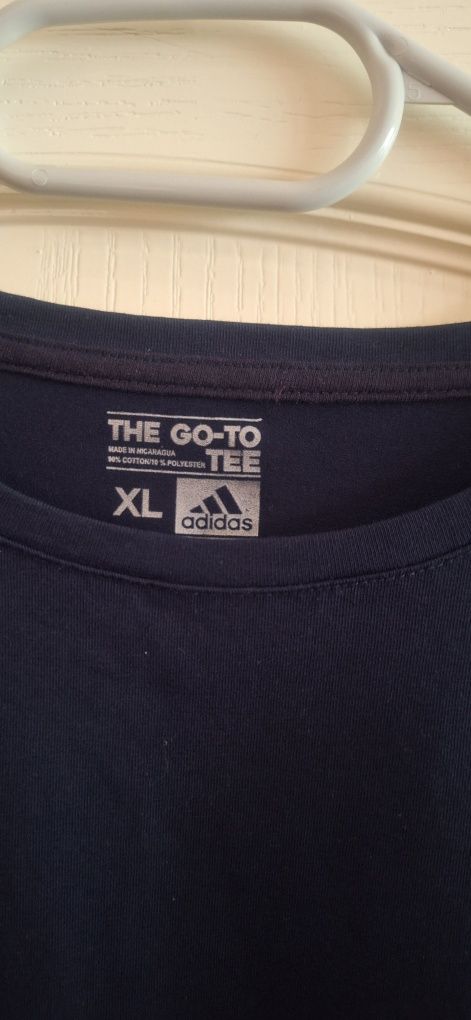 THE GO-TO
MADE IN NICARAGUA
90% COTTON/10 % POLYESTER
TEE
XL
adidas